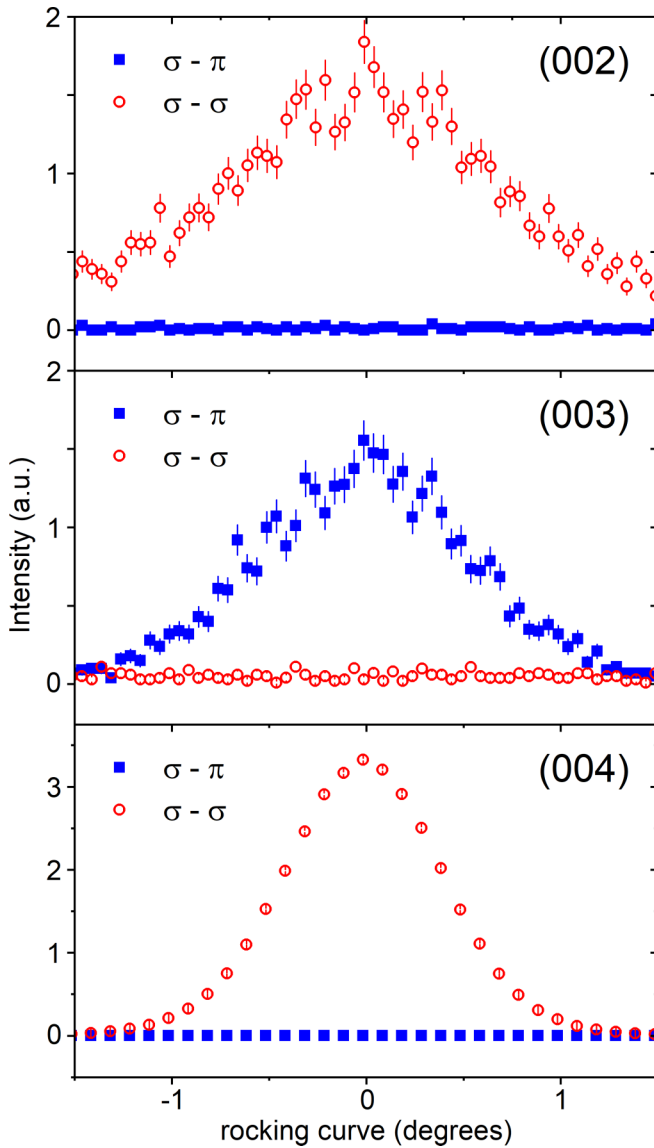 2
σ - π
(002)
σ - σ
1
0
2
σ - π
(003)
σ - σ
1
0
σ - π
(004)
3
σ - σ
2
1
0
-1 0 1
Intensity (a.u.)
rocking curve (degrees)